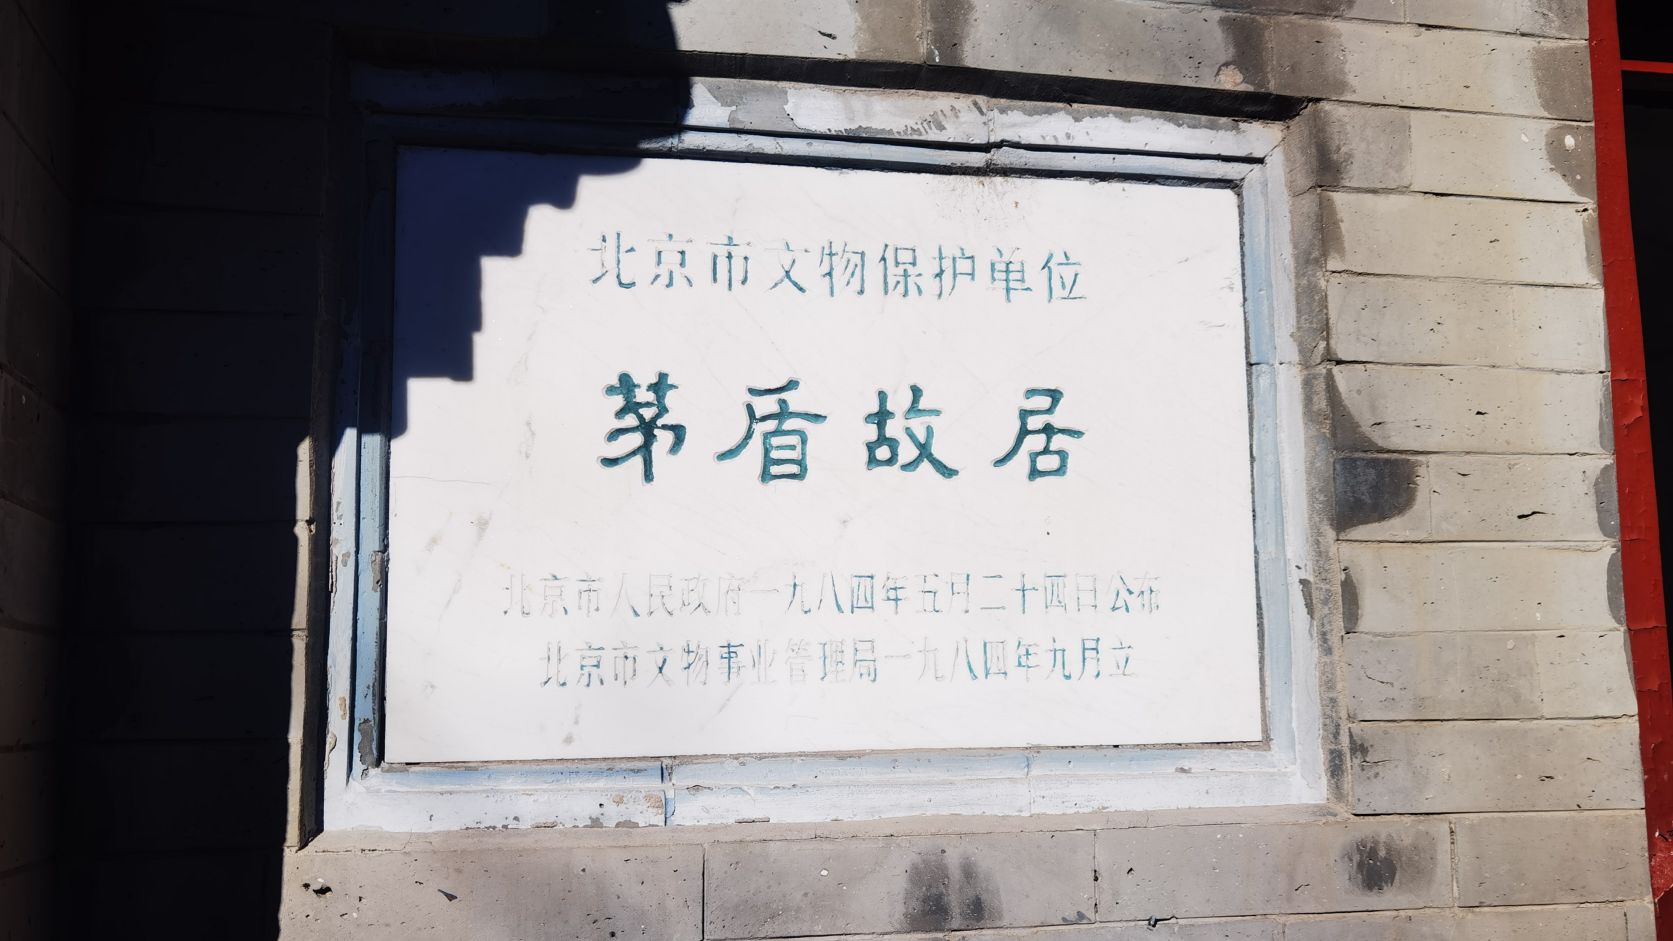 北京市文物保护单位
茅盾故居
北京市人民政府一九八四年五月二十四日公布
北京市文物事业管理局一九八四年九月立